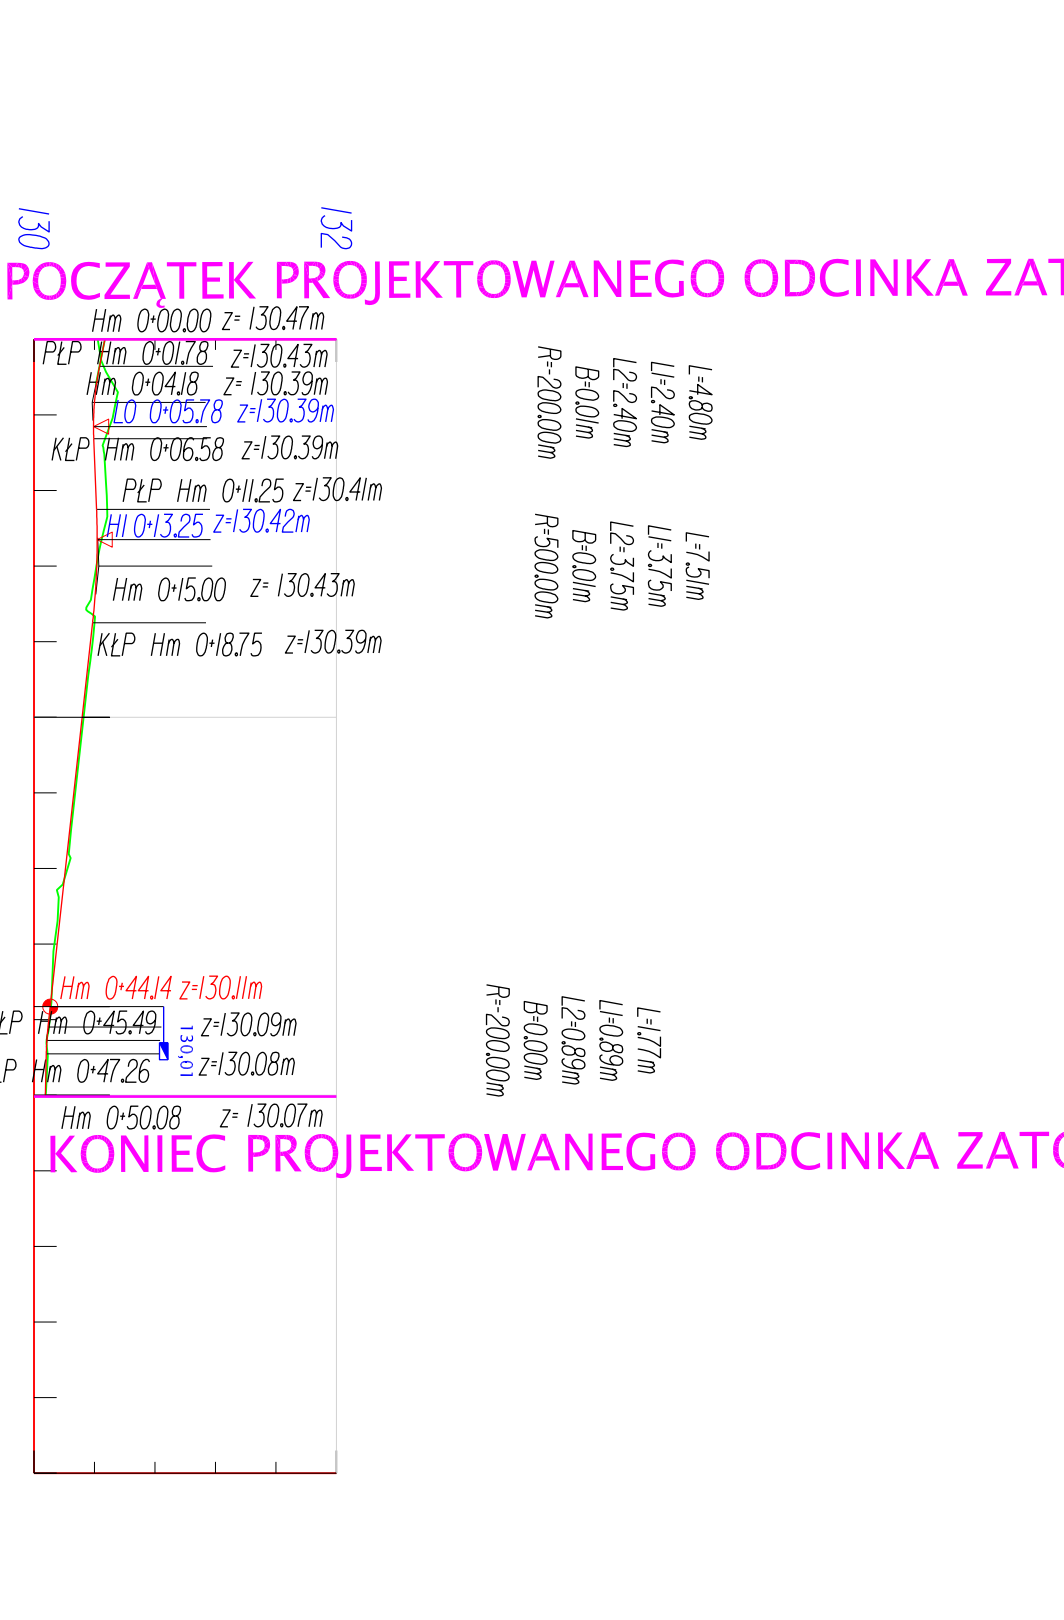 130
132
POCZĄTEK PROJEKTOWANEGO ODCINKA ZAT
Hm 0+00.00 z= 130.47m
PŁP Hm 0+01.78 z=130.43m
Hm 0+04.18 z= 130.39m
LO 0+05.78 z=130.39m
KŁP Hm 0+06.58 z=130.39m
PŁP Hm 0+11.25 z=130.41m
HI 0+13.25 z=130.42m
Hm 0+15.00 z= 130.43m
KŁP Hm 0+18.75 z=130.39m
L=4.80m
L1=2.40m
L2=2.40m
B=0.01m
R=-200.00m
L=7.51m
L1=3.75m
L2=3.75m
B=0.01m
R=500.00m
Hm 0+44.14 z=130.11m
ŁP Hm 0+45.49 z=130.09m
130,01
ŁP Hm 0+47.26 z=130.08m
L=1.77m
L1=0.89m
L2=0.89m
B=0.00m
R=-200.00m
Hm 0+50.08 z= 130.07m
KONIEC PROJEKTOWANEGO ODCINKA ZATO